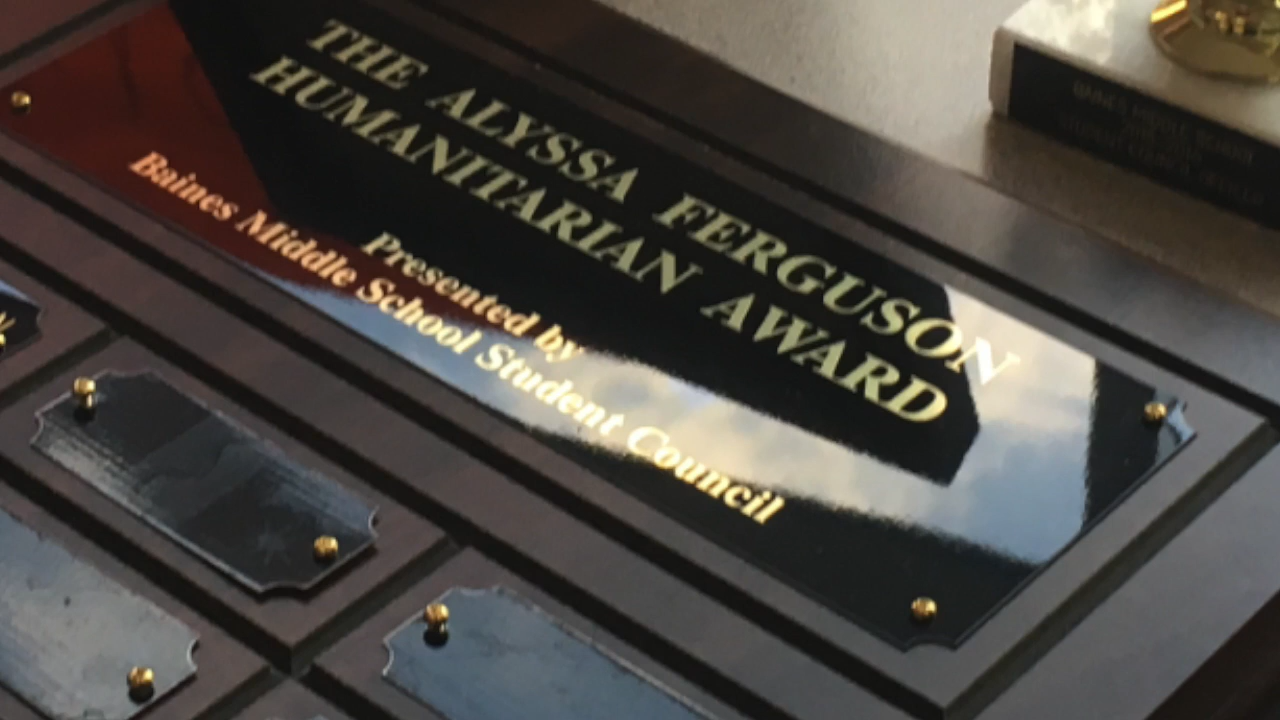 THE ALYSSA FERGUSON
HUMANITARIAN AWARD
Presented by
Baines Middle School Student Council